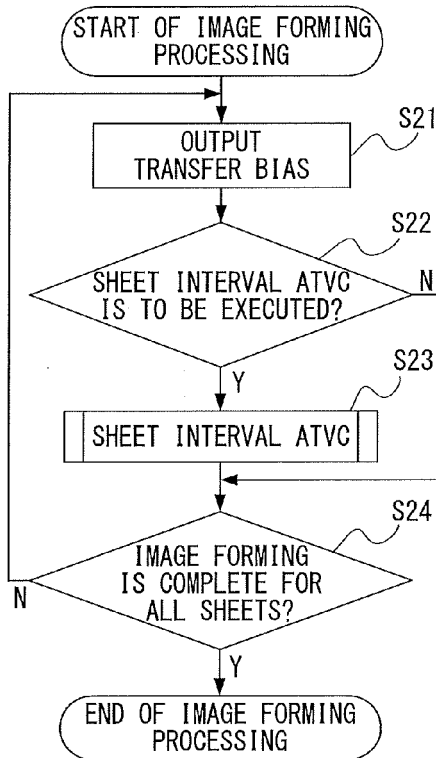 START OF IMAGE FORMING
PROCESSING
S21
OUTPUT
TRANSFER BIAS
S22
SHEET INTERVAL ATVC
IS TO BE EXECUTED?
N
Y
S23
SHEET INTERVAL ATVC
S24
IMAGE FORMING
IS COMPLETE FOR
ALL SHEETS?
N
Y
END OF IMAGE FORMING
PROCESSING